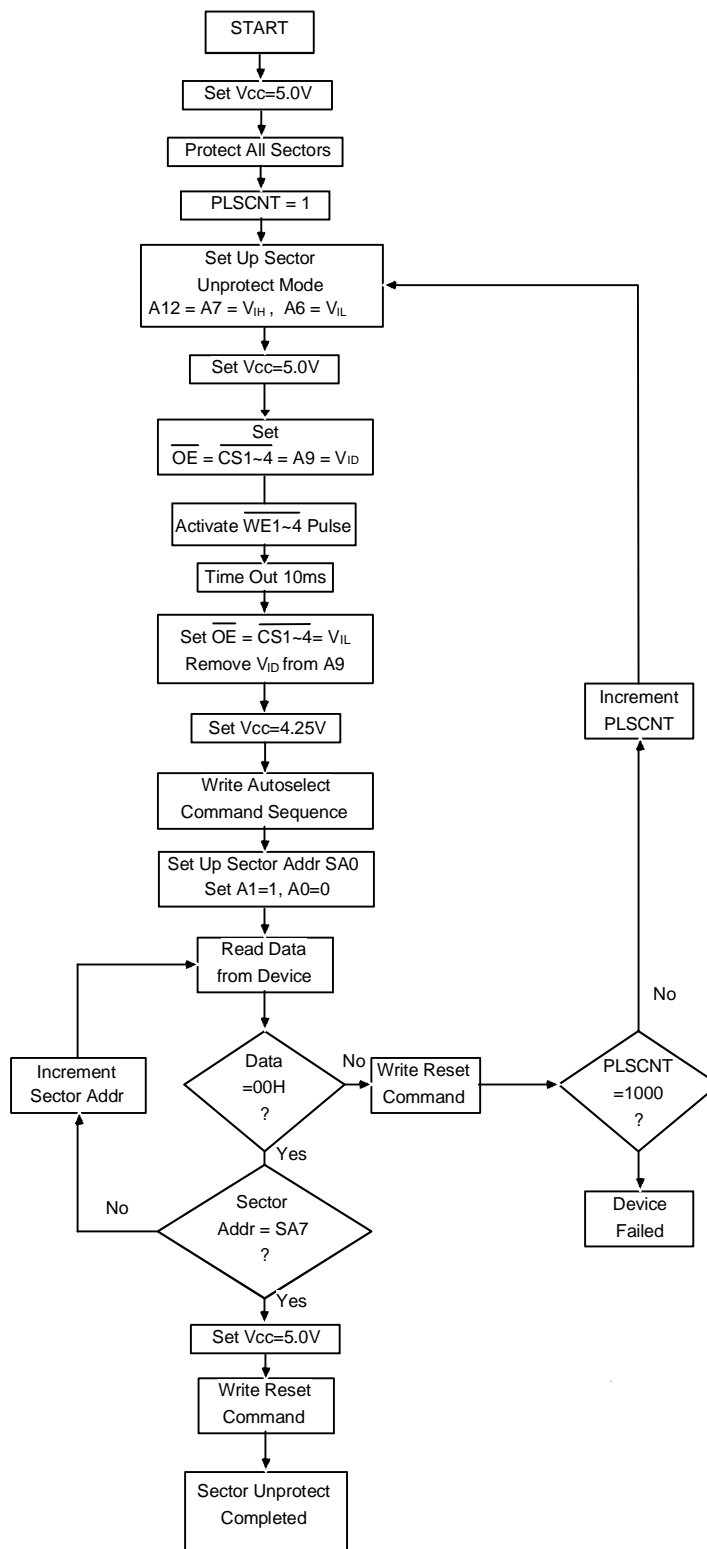 START
Set Vcc=5.0V
Protect All Sectors
PLSCNT = 1
Set Up Sector
Unprotect Mode
A12 = A7 = VIH , A6 = VIL
Set Vcc=5.0V
Set
OE = CS1~4 = A9 = VID
Activate WE1~4 Pulse
Time Out 10ms
Set OE = CS1~4= VIL
Remove VID from A9
Increment
PLSCNT
Set Vcc=4.25V
Write Autoselect
Command Sequence
Set Up Sector Addr SA0
Set A1=1, A0=0
Read Data
from Device
No
Increment
Sector Addr
Data
=00H
?
No
Write Reset
Command
PLSCNT
=1000
?
Yes
No
Sector
Addr = SA7
?
Device
Failed
Yes
Set Vcc=5.0V
Write Reset
Command
Sector Unprotect
Completed